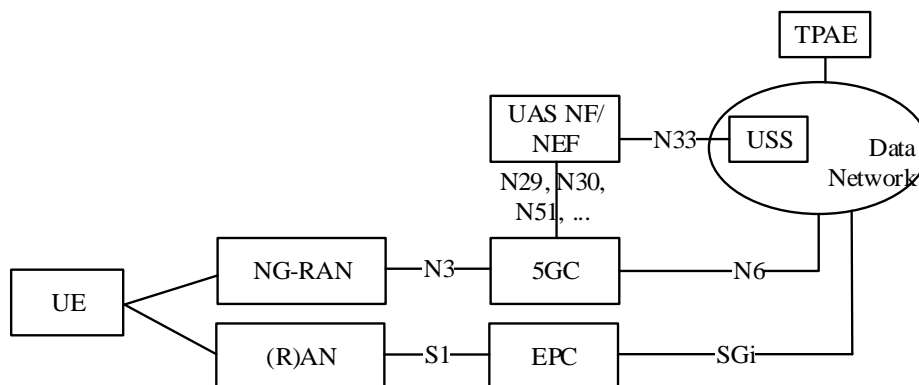 TPAE
UAS NF/
NEF
N33
USS
Data
Network
N29, N30,
N51, ...
NG-RAN
N3
5GC
N6
UE
(R)AN
S1
EPC
SGi